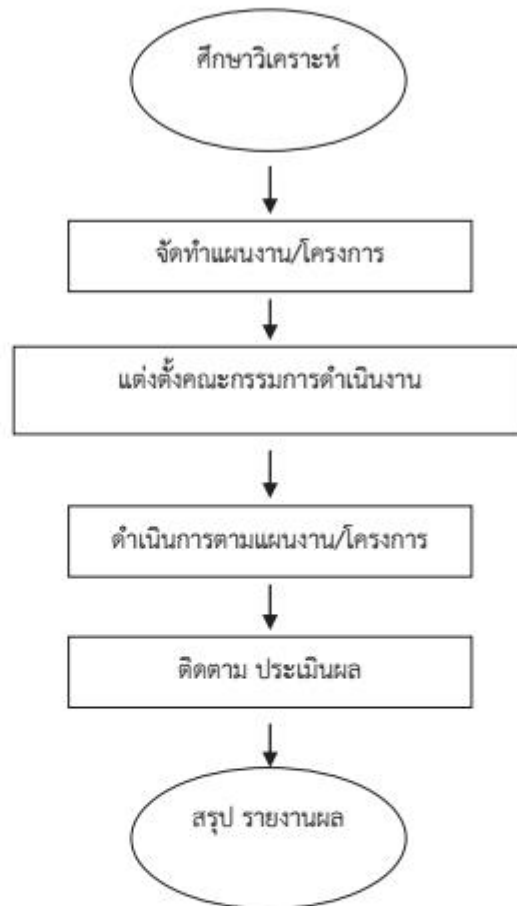 ศึกษาวิเคราะห์
จัดทำแผนงาน/โครงการ
แต่งตั้งคณะกรรมการดำเนินงาน
ดำเนินการตามแผนงาน/โครงการ
ติดตาม ประเมินผล
สรุป รายงานผล